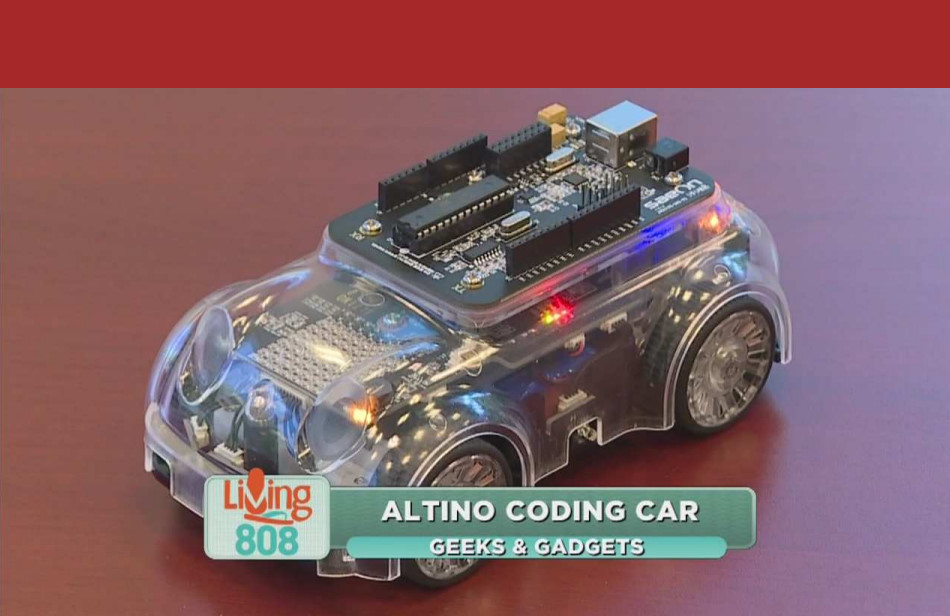 Living
808
ALTINO CODING CAR
GEEKS & GADGETS